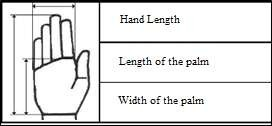 Hand Length
Length of the palm
Width of the palm